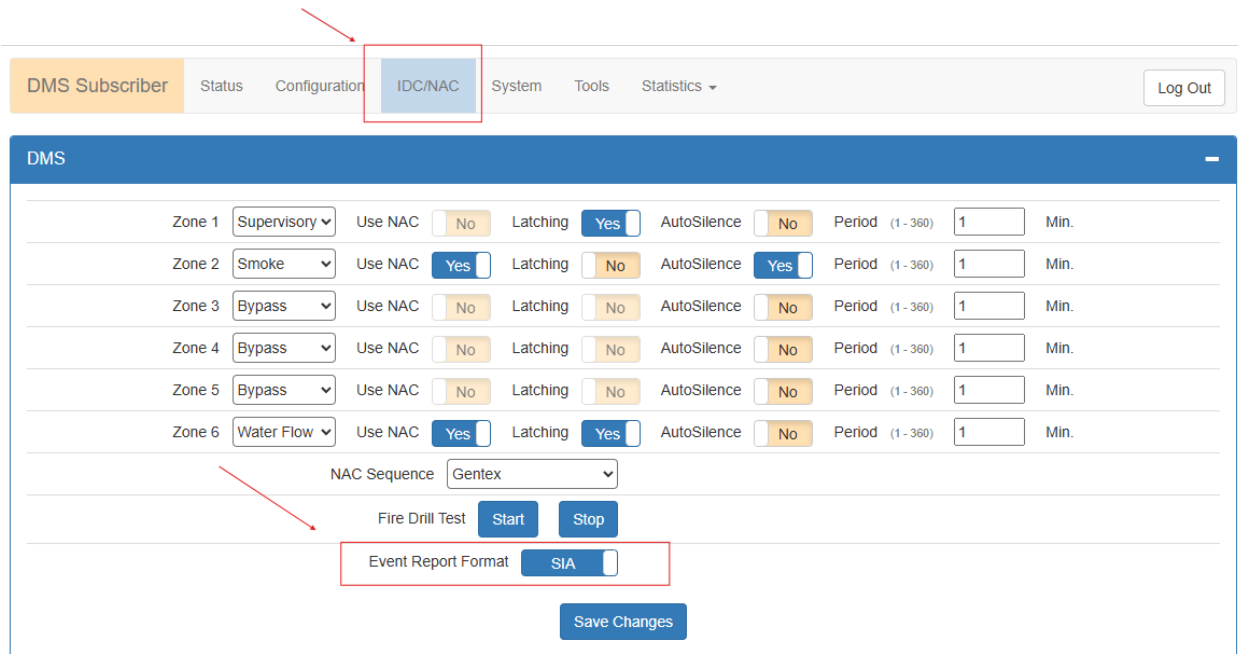 DMS Subscriber Status Configuration IDC/NAC System Tools Statistics Log Out
DMS
Zone 1 Supervisory Use NAC No Latching Yes AutoSilence No Period (1 - 360) 1 Min.
Zone 2 Smoke Use NAC Yes Latching No AutoSilence Yes Period (1 - 360) 1 Min.
Zone 3 Bypass Use NAC No Latching No AutoSilence No Period (1 - 360) 1 Min.
Zone 4 Bypass Use NAC No Latching No AutoSilence No Period (1 - 360) 1 Min.
Zone 5 Bypass Use NAC No Latching No AutoSilence No Period (1 - 360) 1 Min.
Zone 6 Water Flow Use NAC Yes Latching Yes AutoSilence No Period (1 - 360) 1 Min.
NAC Sequence Gentex
Fire Drill Test Start Stop
Event Report Format SIA
Save Changes